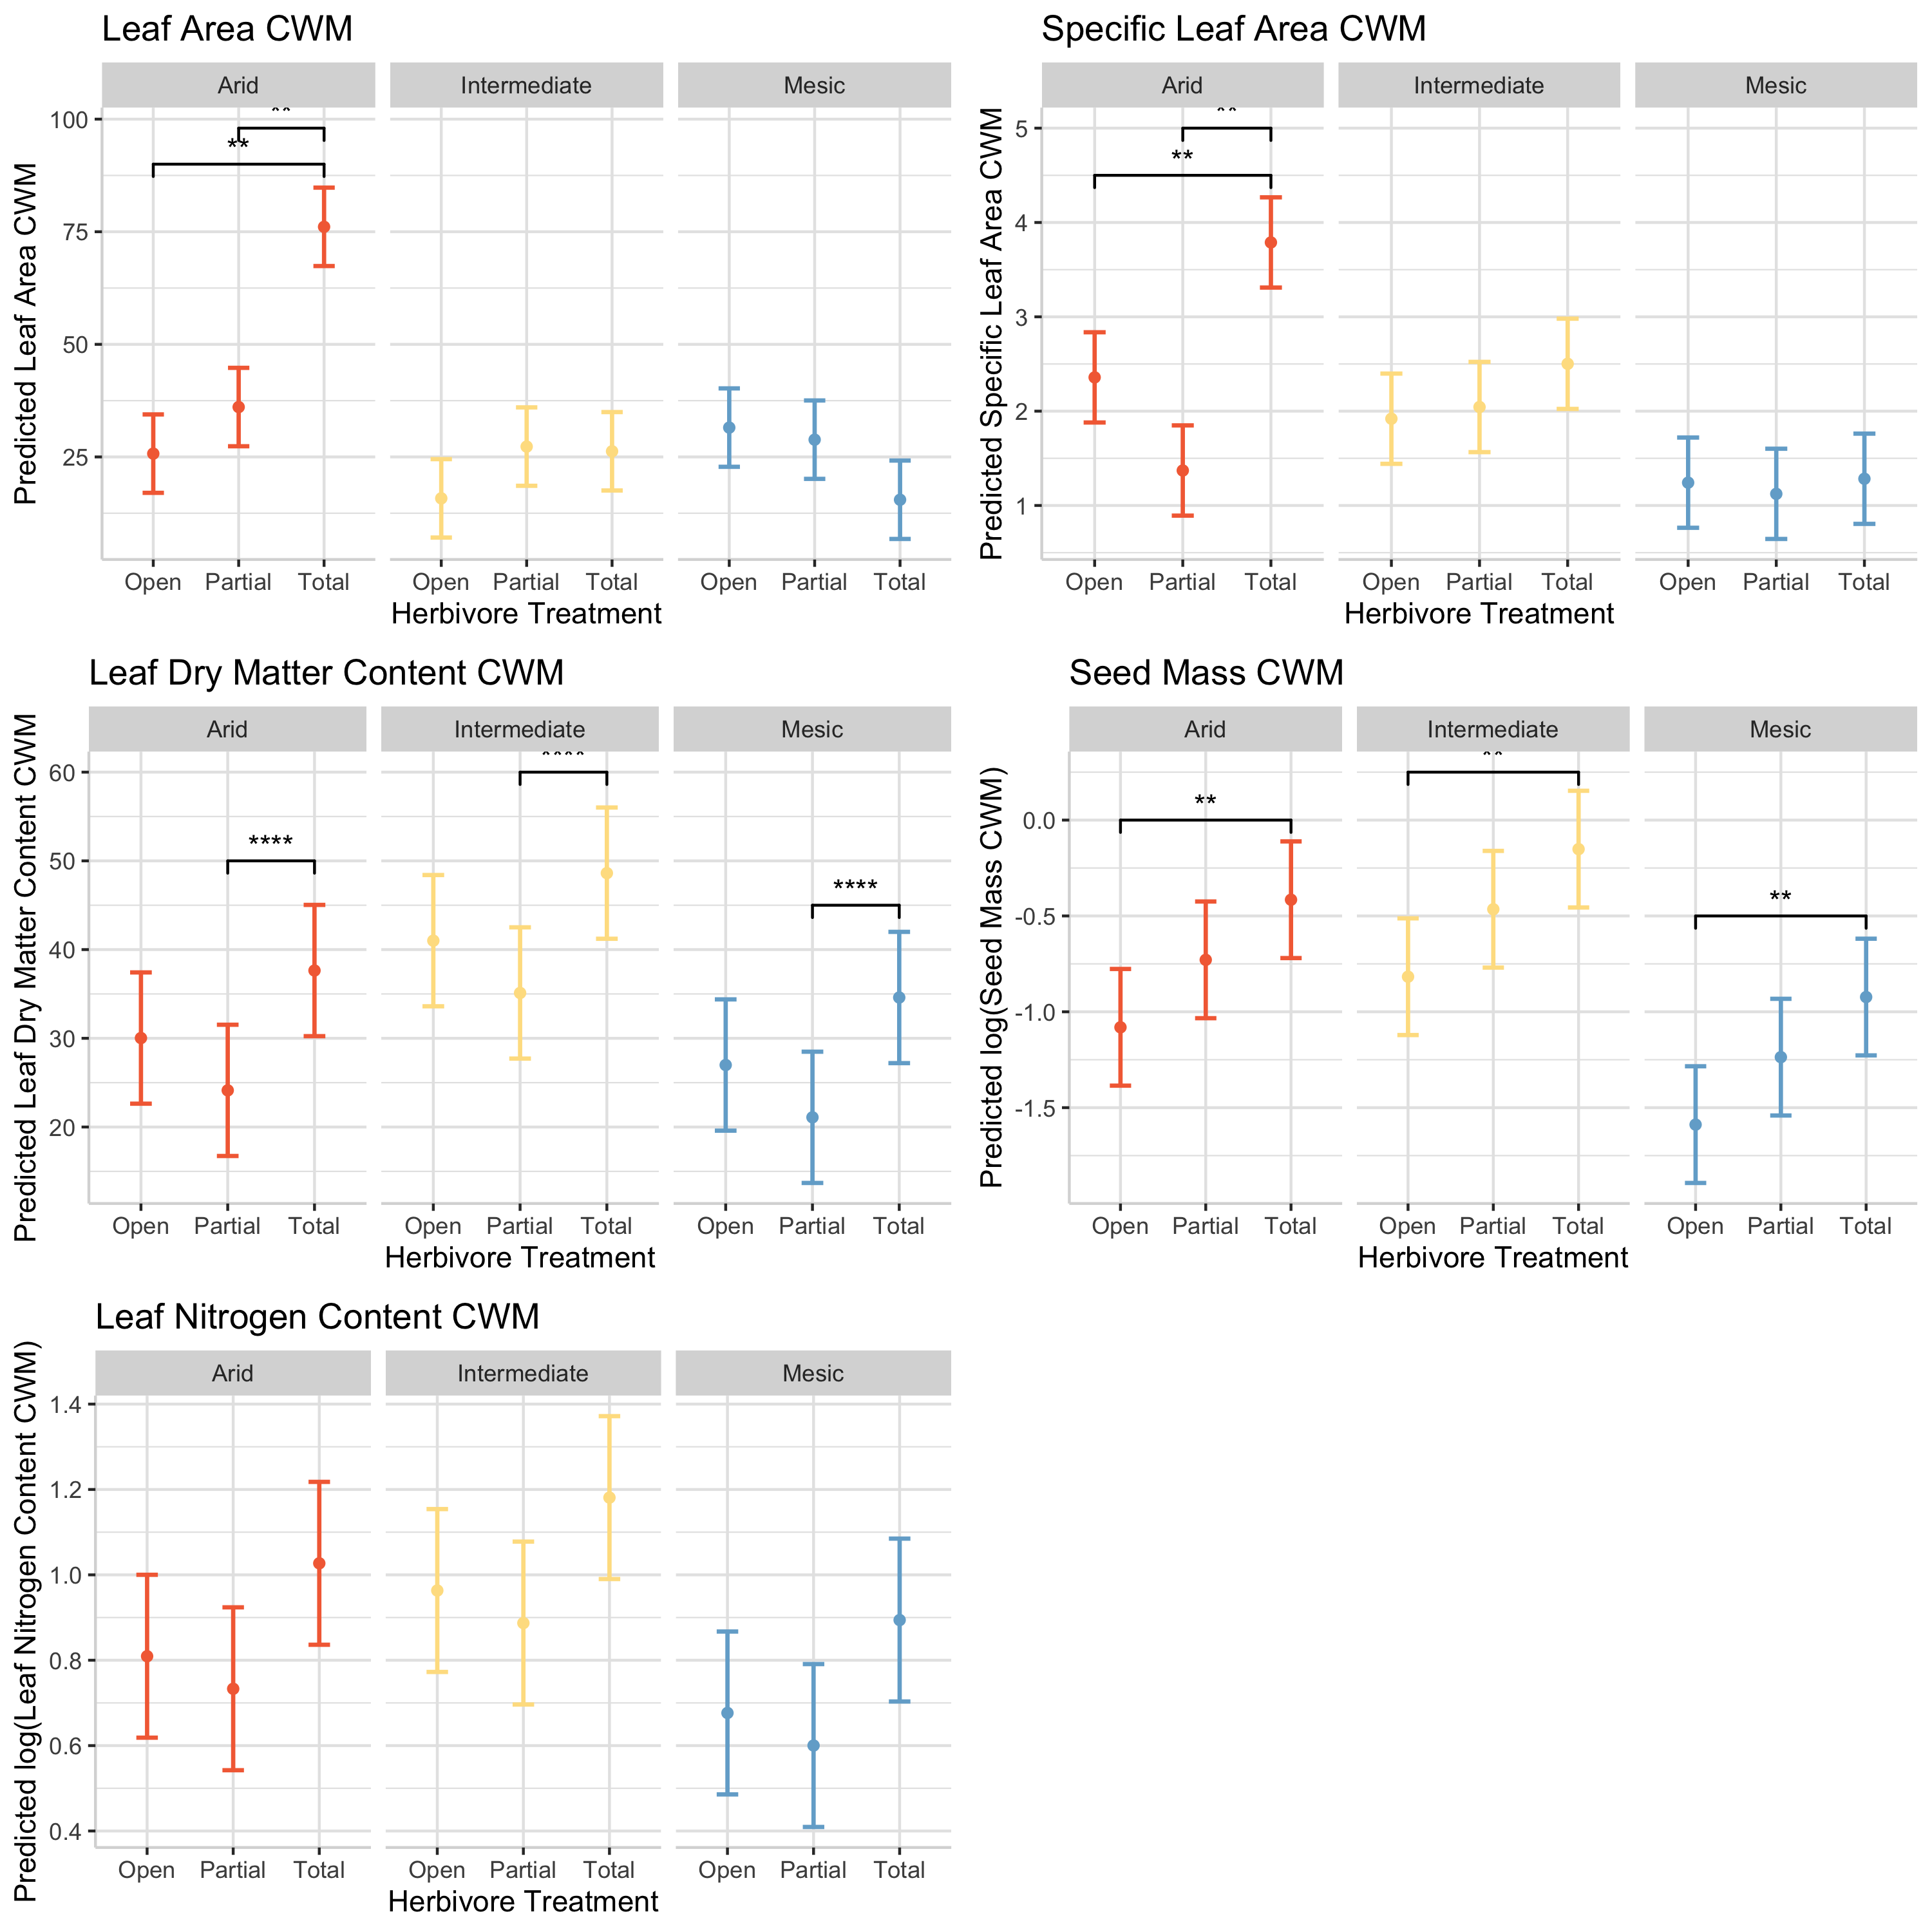 Leaf Area CWM
Arid Intermediate Mesic
Predicted Leaf Area CWM
100
75
50
25
**
**
Open Partial Total Open Partial Total Open Partial Total
Herbivore Treatment
Specific Leaf Area CWM
Arid Intermediate Mesic
Predicted Specific Leaf Area CWM
5
4
3
2
1
**
**
Open Partial Total Open Partial Total Open Partial Total
Herbivore Treatment
Leaf Dry Matter Content CWM
Arid Intermediate Mesic
Predicted Leaf Dry Matter Content CWM
60
50
40
30
20
****
****
****
Open Partial Total Open Partial Total Open Partial Total
Herbivore Treatment
Seed Mass CWM
Arid Intermediate Mesic
Predicted log(Seed Mass CWM)
0.0
-0.5
-1.0
-1.5
**
**
**
Open Partial Total Open Partial Total Open Partial Total
Herbivore Treatment
Leaf Nitrogen Content CWM
Arid Intermediate Mesic
Predicted log(Leaf Nitrogen Content CWM)
1.4
1.2
1.0
0.8
0.6
0.4
Open Partial Total Open Partial Total Open Partial Total
Herbivore Treatment